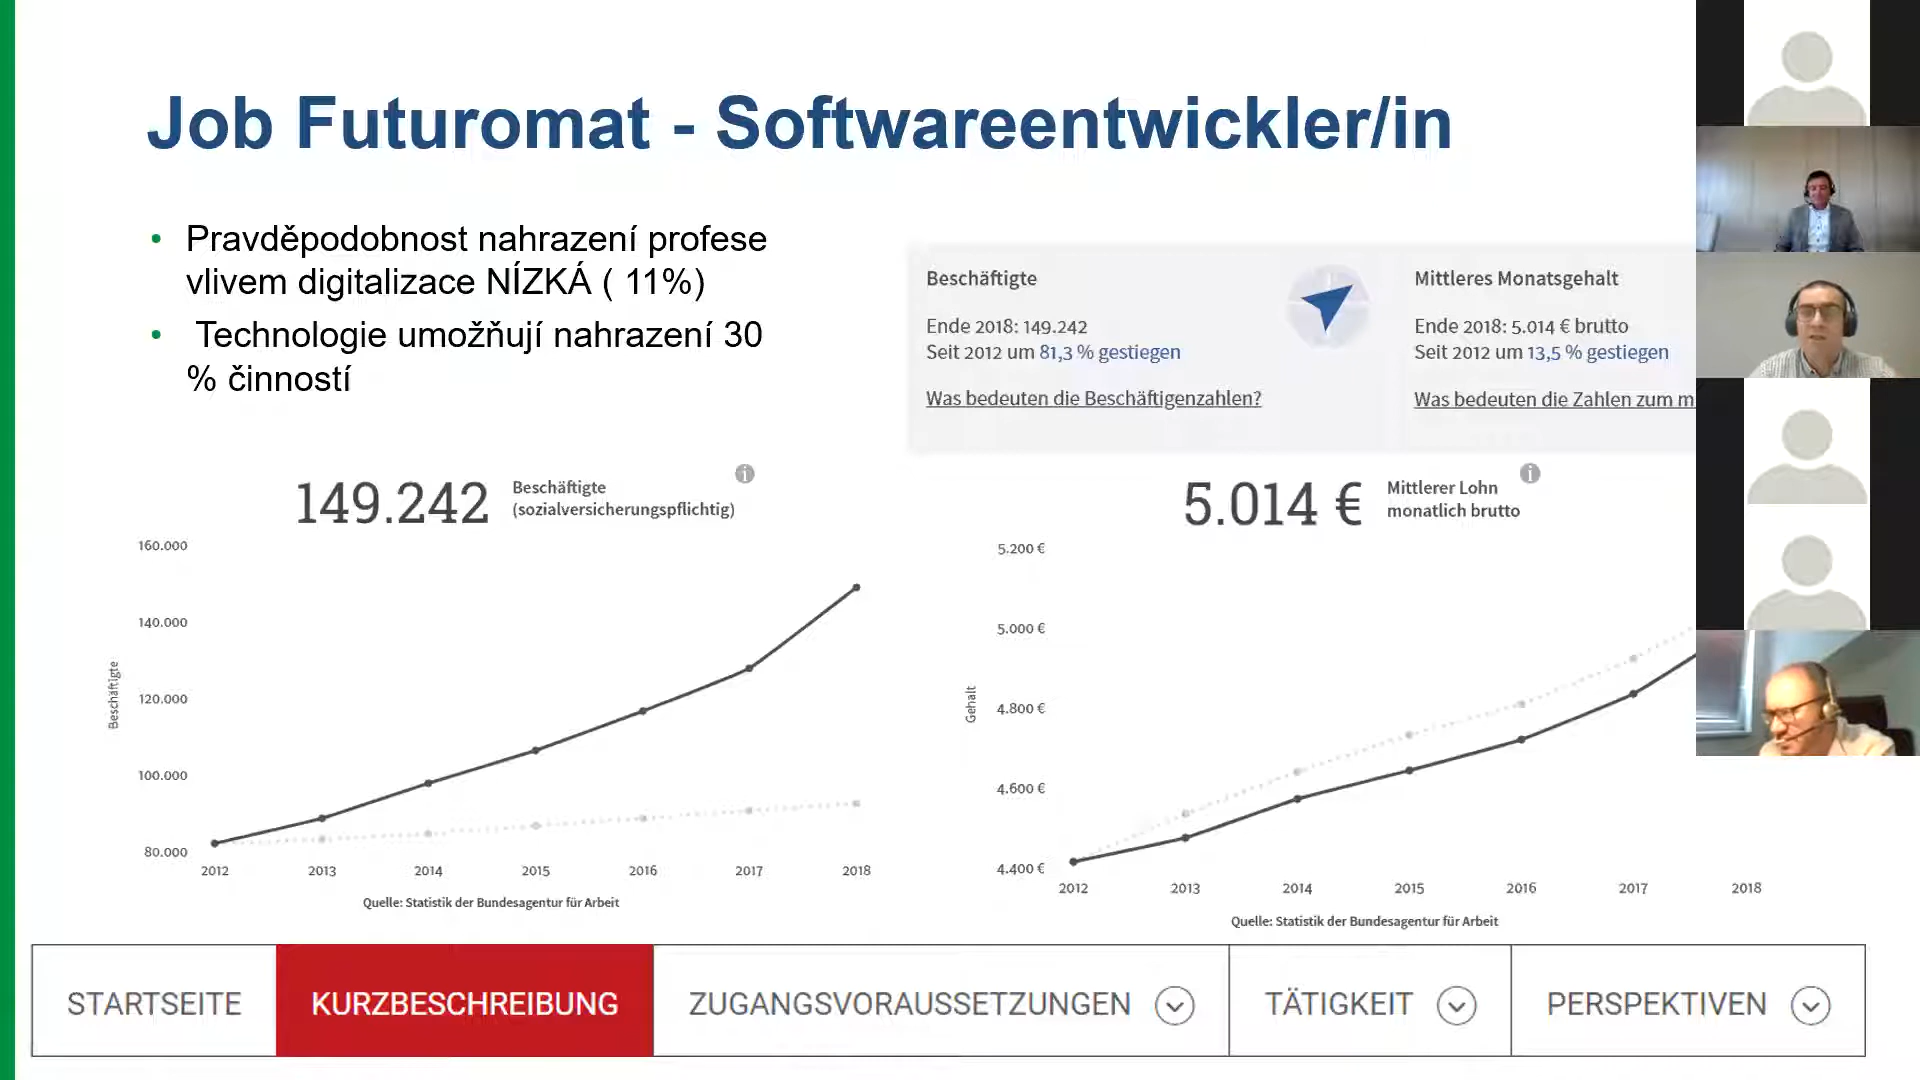 Job Futuromat - Softwareentwickler/in
• Pravděpodobnost nahrazení profese
vlivem digitalizace NÍZKÁ ( 11%)
• Technologie umožňují nahrazení 30
% činností
Beschäftigte
Ende 2018: 149.242
Seit 2012 um 81,3 % gestiegen
Was bedeuten die Beschäftigenzahlen?
Mittleres Monatsgehalt
Ende 2018: 5.014 € brutto
Seit 2012 um 13,5 % gestiegen
Was bedeuten die Zahlen zum m
149.242
Beschäftigte
(sozialversicherungspflichtig)
i
160.000
140.000
120.000
100.000
80.000
Beschäftigte
2012 2013 2014 2015 2016 2017 2018
Quelle: Statistik der Bundesagentur für Arbeit
5.014 €
Mittlerer Lohn
monatlich brutto
i
5.200 €
5.000 €
4.800 €
4.600 €
4.400 €
Gehalt
2012 2013 2014 2015 2016 2017 2018
Quelle: Statistik der Bundesagentur für Arbeit
STARTSEITE
KURZBESCHREIBUNG
ZUGANGSVORAUSSETZUNGEN
TÄTIGKEIT
PERSPEKTIVEN